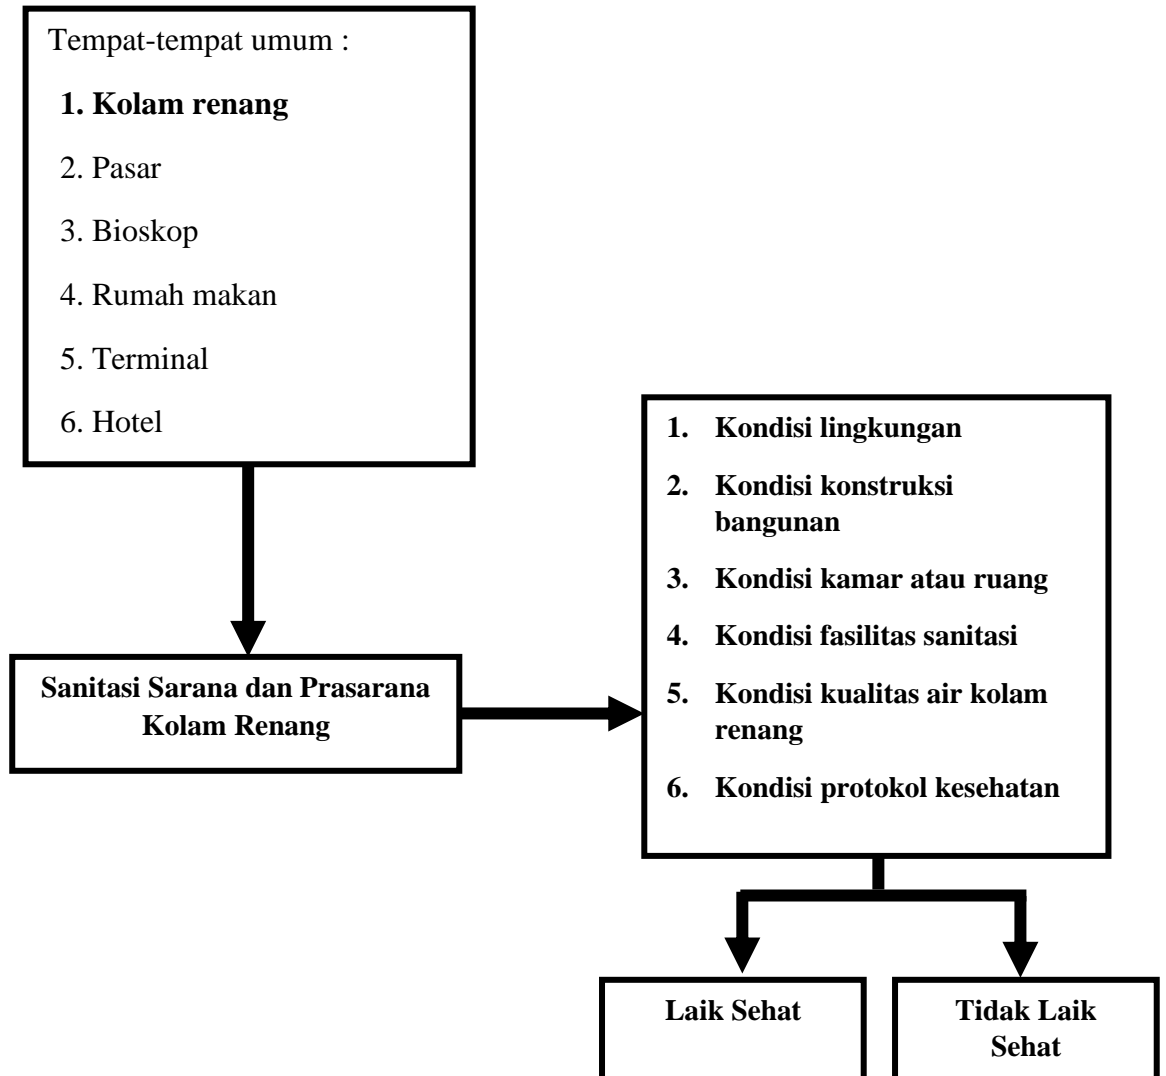 Tempat-tempat umum :
1. Kolam renang
2. Pasar
3. Bioskop
4. Rumah makan
5. Terminal
6. Hotel
Sanitasi Sarana dan Prasarana
Kolam Renang
1. Kondisi lingkungan
2. Kondisi konstruksi
bangunan
3. Kondisi kamar atau ruang
4. Kondisi fasilitas sanitasi
5. Kondisi kualitas air kolam
renang
6. Kondisi protokol kesehatan
Laik Sehat
Tidak Laik
Sehat